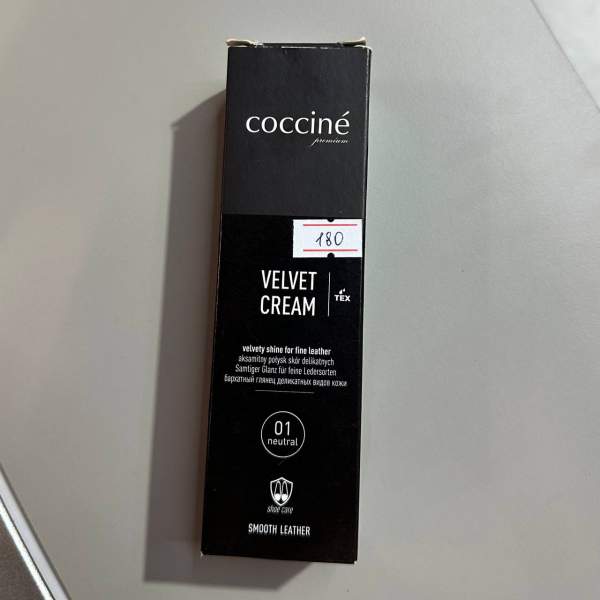 cocciné
premium
180
VELVET
CREAM
TEX
velvety shine for fine leather
aksamitny połysk skór delikatnych
Samtiger Glanz für feine Ledersorten
бархатный глянец деликатных видов кожи
01
neutral
shoe care
SMOOTH LEATHER